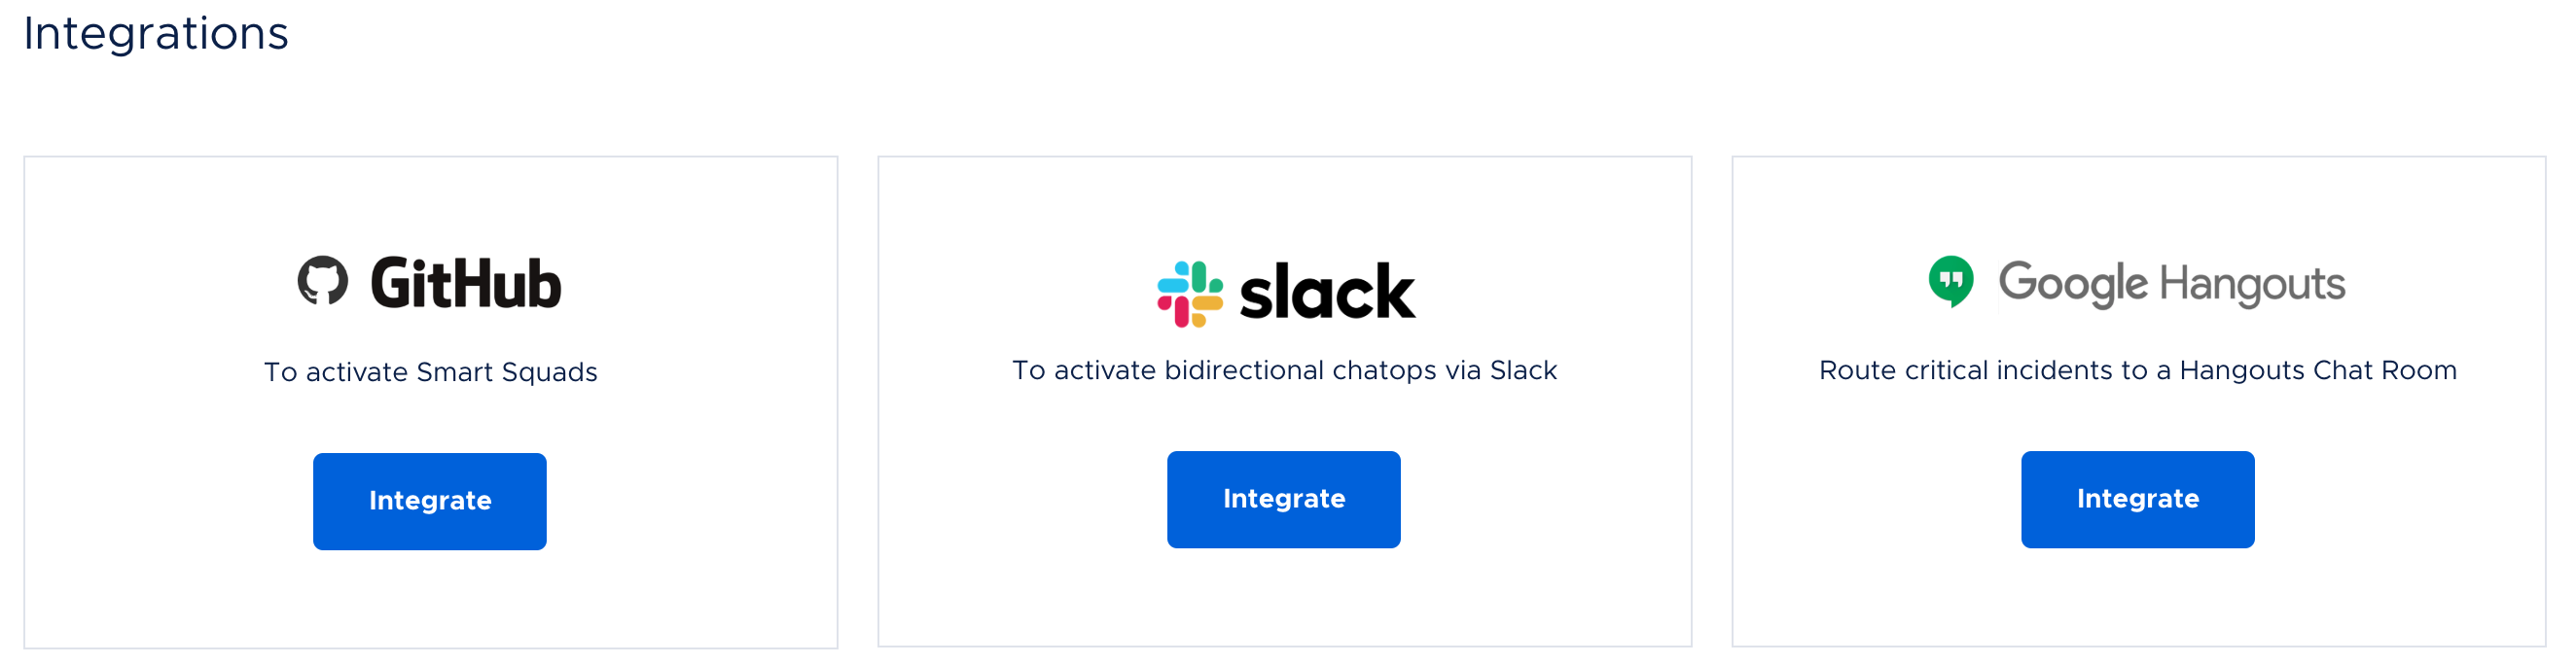 Integrations
GitHub
To activate Smart Squads
Integrate
slack
To activate bidirectional chatops via Slack
Integrate
Google Hangouts
Route critical incidents to a Hangouts Chat Room
Integrate